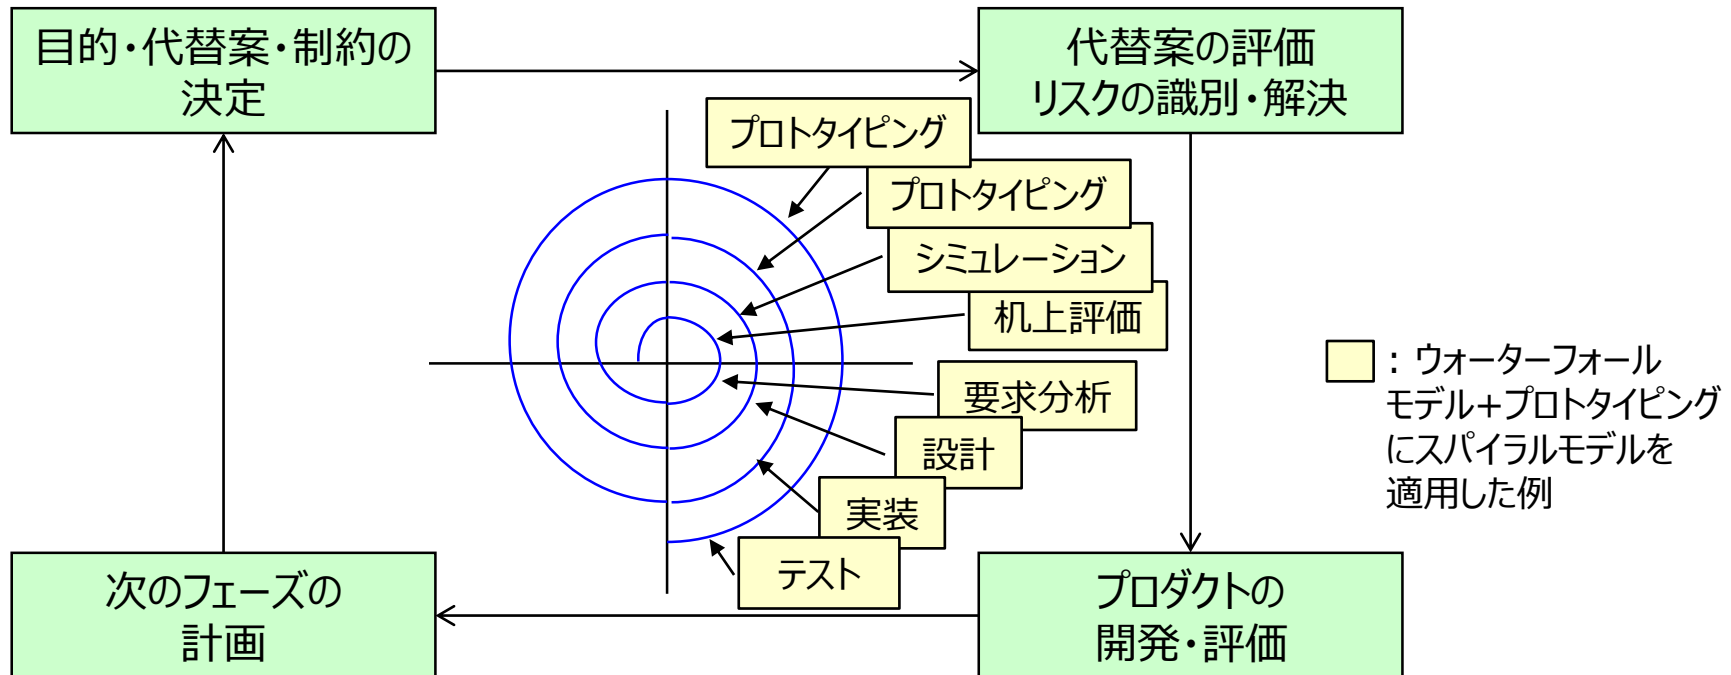 目的・代替案・制約の
決定
代替案の評価
リスクの識別・解決
プロトタイピング
プロトタイピング
シミュレーション
机上評価
要求分析
設計
実装
テスト
：ウォーターフォール
モデル+プロトタイピング
にスパイラルモデルを
適用した例
次のフェーズの
計画
プロダクトの
開発・評価